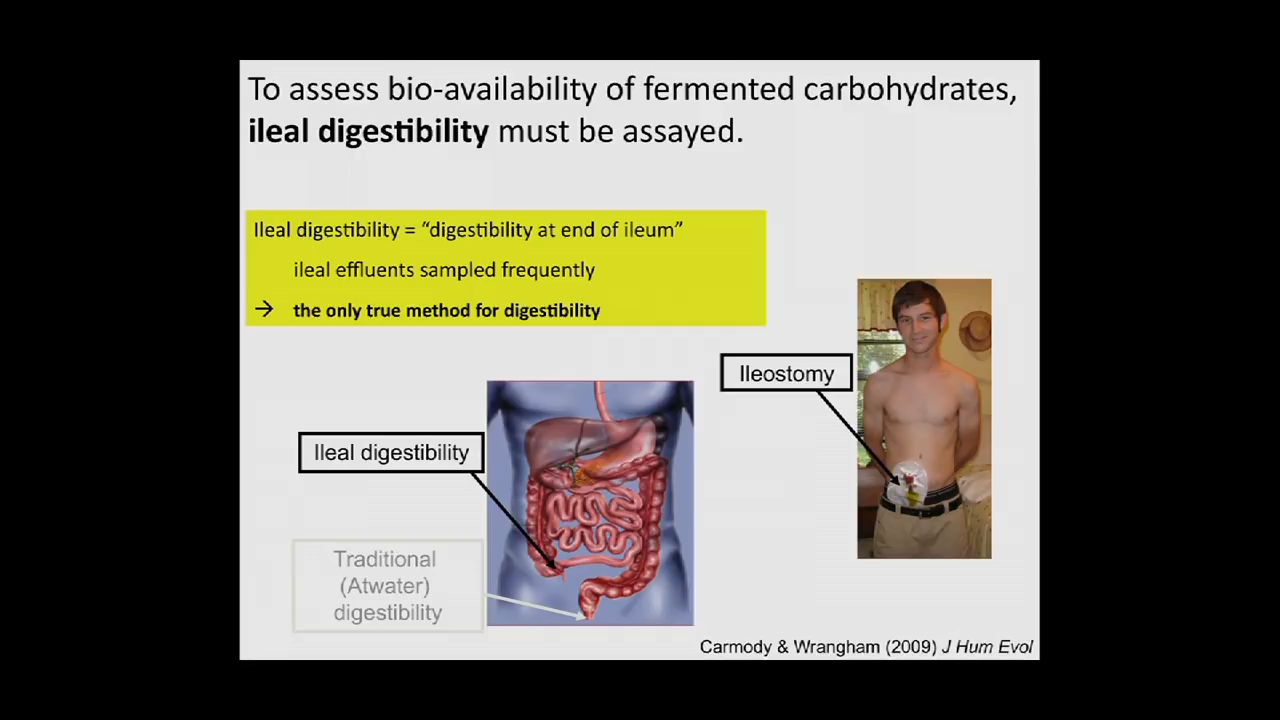 To assess bio-availability of fermented carbohydrates,
ileal digestibility must be assayed.
Ileal digestibility = “digestibility at end of ileum”
ileal effluents sampled frequently
→ the only true method for digestibility
Ileostomy
Ileal digestibility
Traditional
(Atwater)
digestibility
Carmody & Wrangham (2009) J Hum Evol